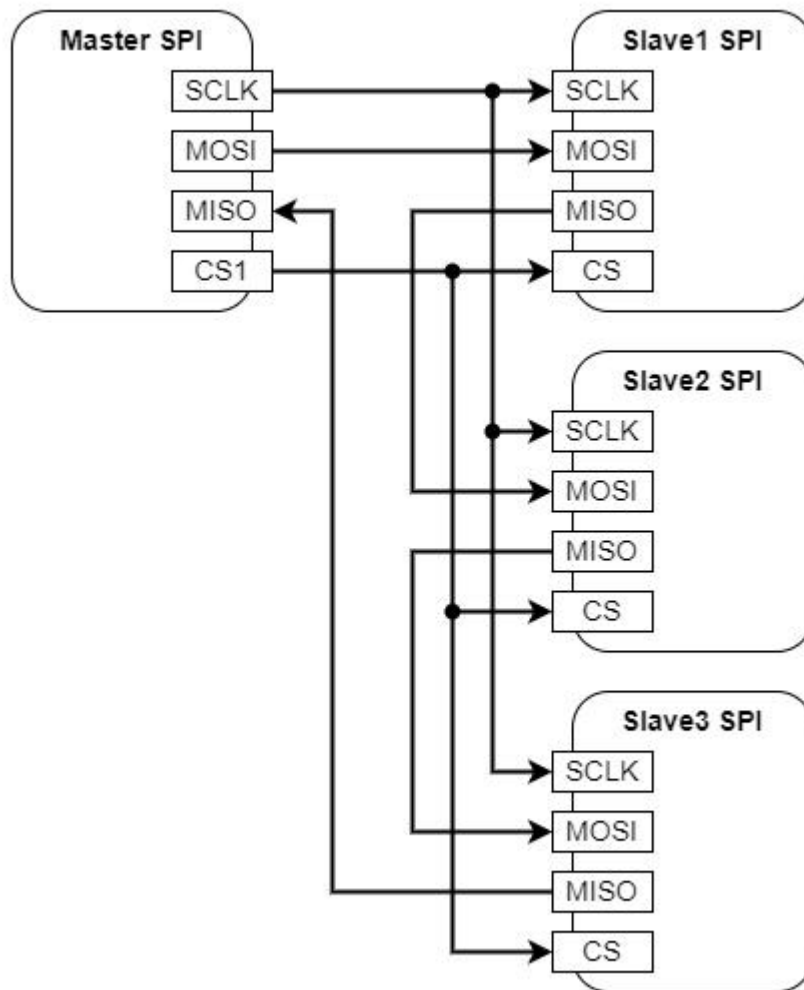 Master SPI
SCLK
MOSI
MISO
CS1
Slave1 SPI
SCLK
MOSI
MISO
CS
Slave2 SPI
SCLK
MOSI
MISO
CS
Slave3 SPI
SCLK
MOSI
MISO
CS